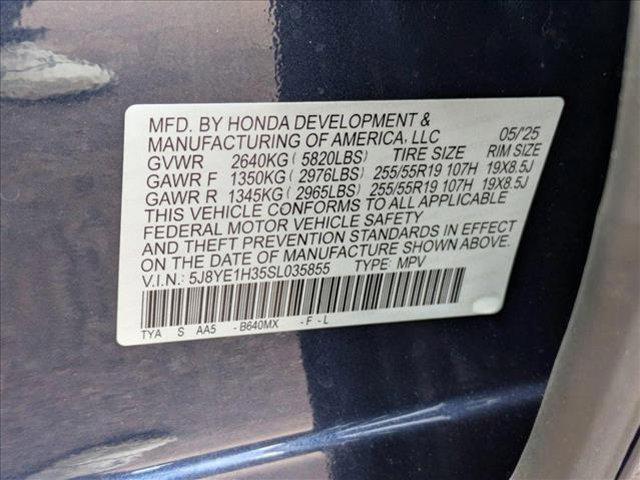 MFD. BY HONDA DEVELOPMENT &
MANUFACTURING OF AMERICA, LLC 05/'25
GVWR 2640KG ( 5820LBS) TIRE SIZE RIM SIZE
GAWR F 1350KG ( 2976LBS) 255/55R19 107H 19X8.5J
GAWR R 1345KG ( 2965LBS) 255/55R19 107H 19X8.5J
THIS VEHICLE CONFORMS TO ALL APPLICABLE
FEDERAL MOTOR VEHICLE SAFETY
AND THEFT PREVENTION STANDARDS IN EFFECT
ON THE DATE OF MANUFACTURE SHOWN ABOVE.
V.I.N.: 5J8YE1H35SL035855 TYPE: MPV
TYA S AA5 - B640MX - F - L